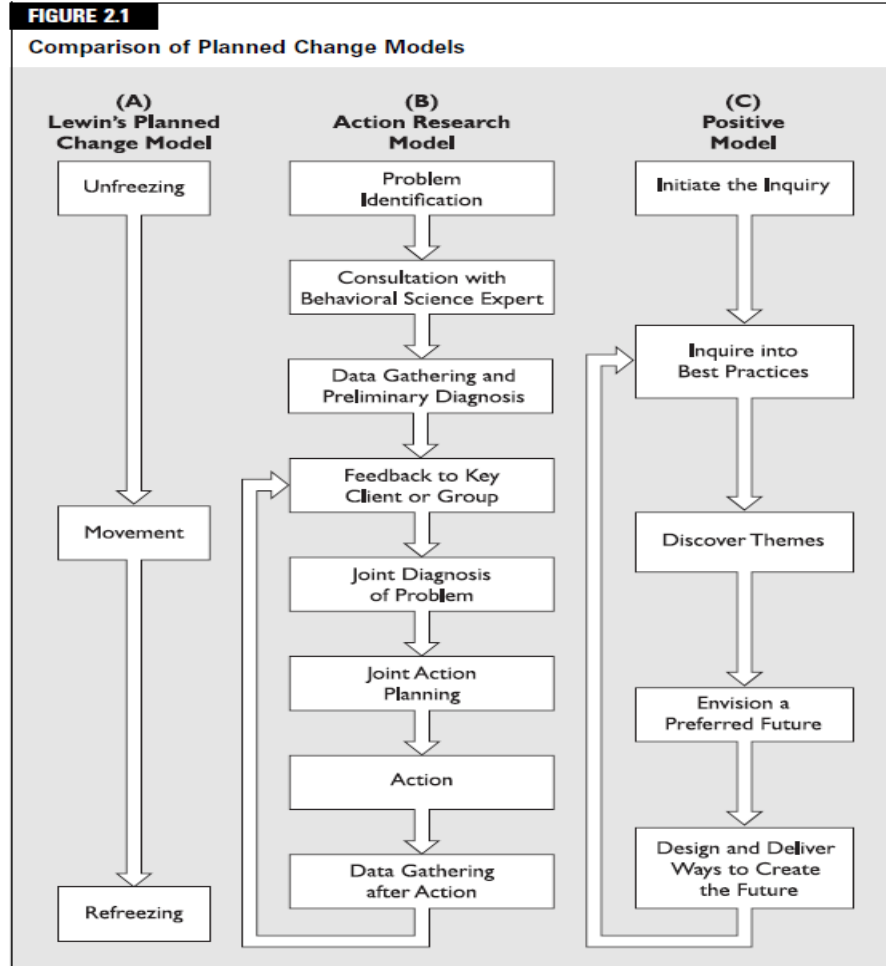 FIGURE 2.1
Comparison of Planned Change Models
(A)
Lewin's Planned
Change Model
Unfreezing
Movement
Refreezing
(B)
Action Research
Model
Problem
Identification
Consultation with
Behavioral Science Expert
Data Gathering and
Preliminary Diagnosis
Feedback to Key
Client or Group
Joint Diagnosis
of Problem
Joint Action
Planning
Action
Data Gathering
after Action
(C)
Positive
Model
Initiate the Inquiry
Inquire into
Best Practices
Discover Themes
Envision a
Preferred Future
Design and Deliver
Ways to Create
the Future